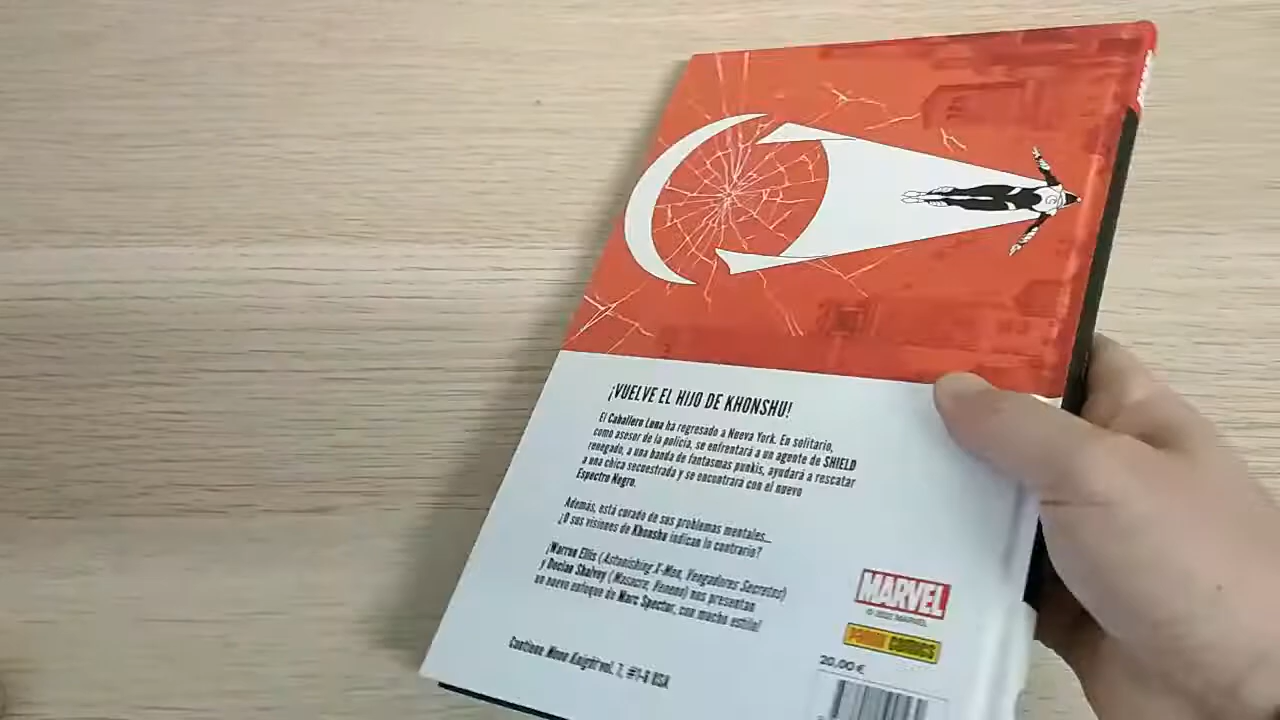 ¡VUELVE EL HIJO DE KHONSHU!
El Caballero Luna ha regresado a Nueva York. En solitario,
como asesor de la policía, se enfrentará a un agente de SHIELD
renegado, a una banda de fantasmas punkis, ayudará a rescatar
a una chica secuestrada y se encontrará con el nuevo
Espectro Negro.
Además, está curado de sus problemas mentales...
¿O sus visiones de Khonshu indican lo contrario?
¡Warren Ellis (Astonishing X-Men, Vengadores Secretos)
y Declan Shalvey (Masacre, Veneno) nos presentan
un nuevo enfoque de Marc Spector, con mucho estilo!
Contiene Moon Knight vol. 7, #1-6 USA
MARVEL
© 2022 MARVEL
PANINI COMICS
20,00 €